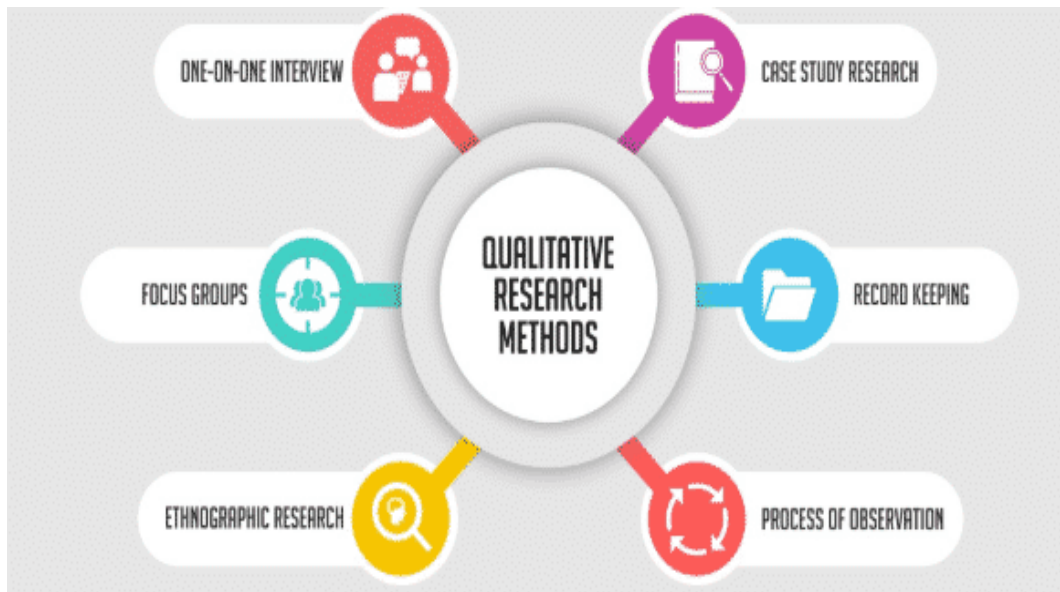 ONE-ON-ONE INTERVIEW
CASE STUDY RESEARCH
QUALITATIVE
RESEARCH
METHODS
FOCUS GROUPS
RECORD KEEPING
ETHNOGRAPHIC RESEARCH
PROCESS OF OBSERVATION